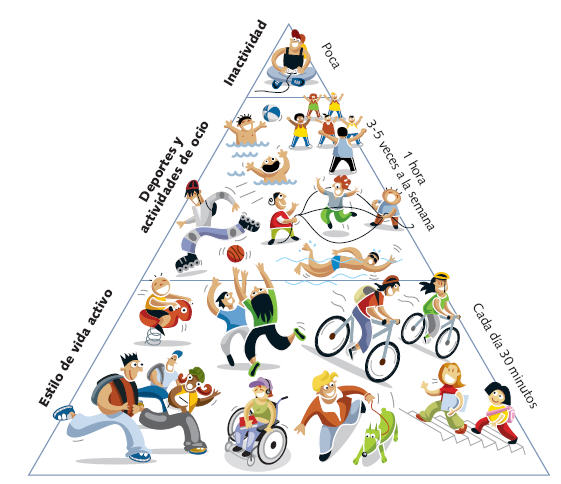 Inactividad
Poca
Deportes y
actividades de ocio
1 hora
3-5 veces a la semana
Estilo de vida activo
Cada día 30 minutos